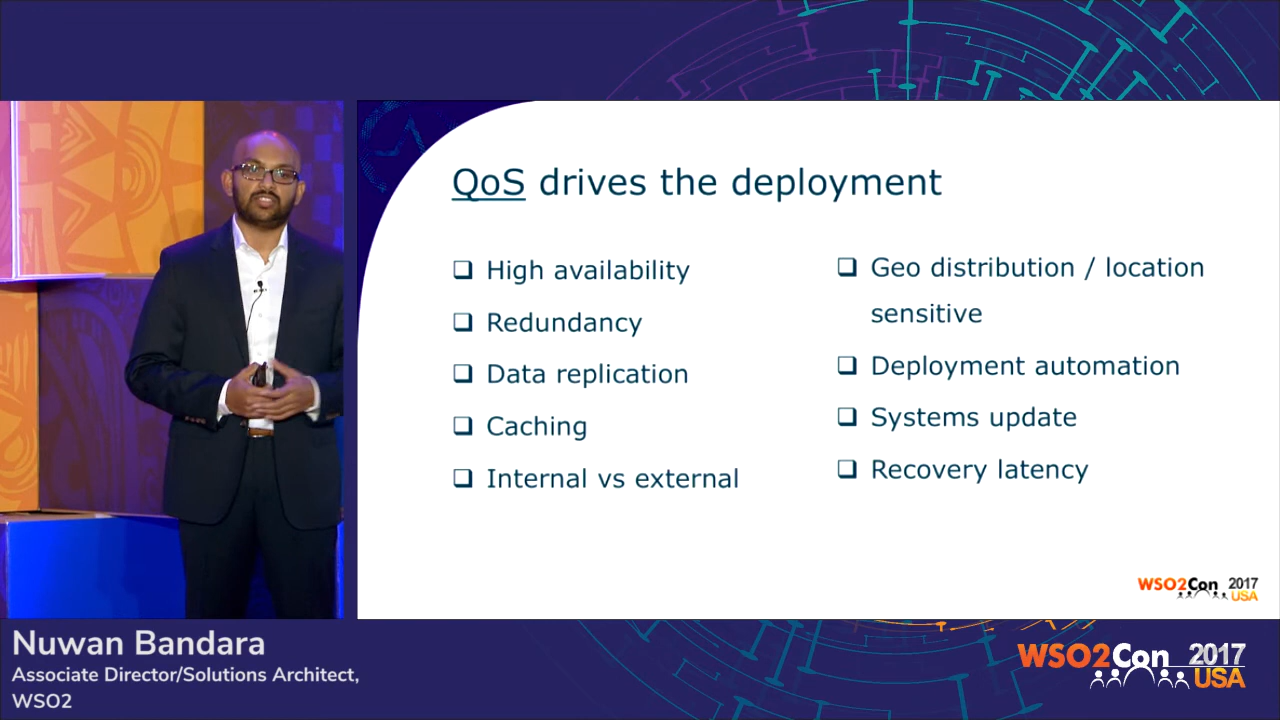 QoS drives the deployment
High availability
Redundancy
Data replication
Caching
Internal vs external
Geo distribution / location
sensitive
Deployment automation
Systems update
Recovery latency
WSO2Con 2017
USA
Nuwan Bandara
Associate Director/Solutions Architect,
WSO2
WSO2Con 2017
USA